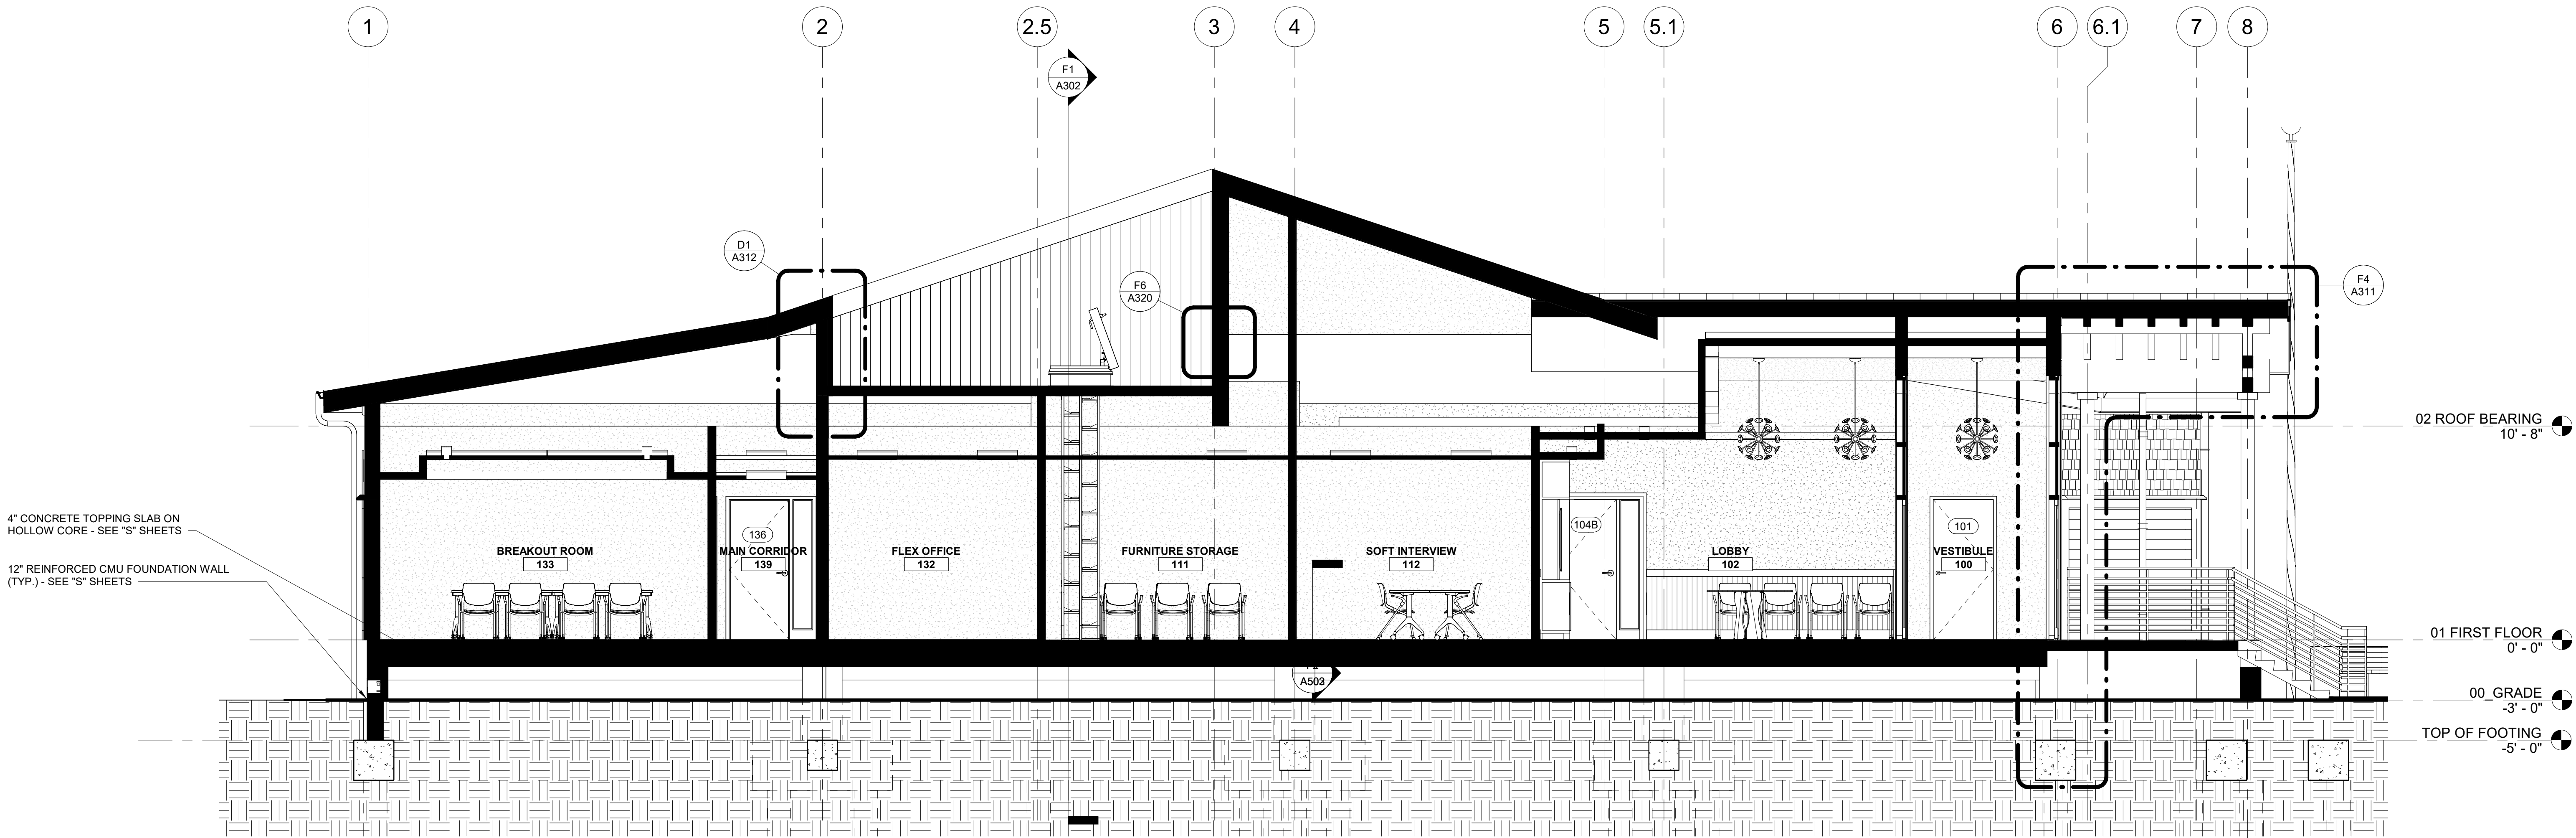 1
2
2.5
3
4
5
5.1
6
6.1
7
8
F1
A302
D1
A312
F6
A320
F4
A311
02 ROOF BEARING
10' - 8"
4" CONCRETE TOPPING SLAB ON
HOLLOW CORE - SEE "S" SHEETS
12" REINFORCED CMU FOUNDATION WALL
(TYP.) - SEE "S" SHEETS
136
104B
101
BREAKOUT ROOM
133
MAIN CORRIDOR
139
FLEX OFFICE
132
FURNITURE STORAGE
111
SOFT INTERVIEW
112
LOBBY
102
VESTIBULE
100
01 FIRST FLOOR
0' - 0"
00_GRADE
-3' - 0"
TOP OF FOOTING
-5' - 0"